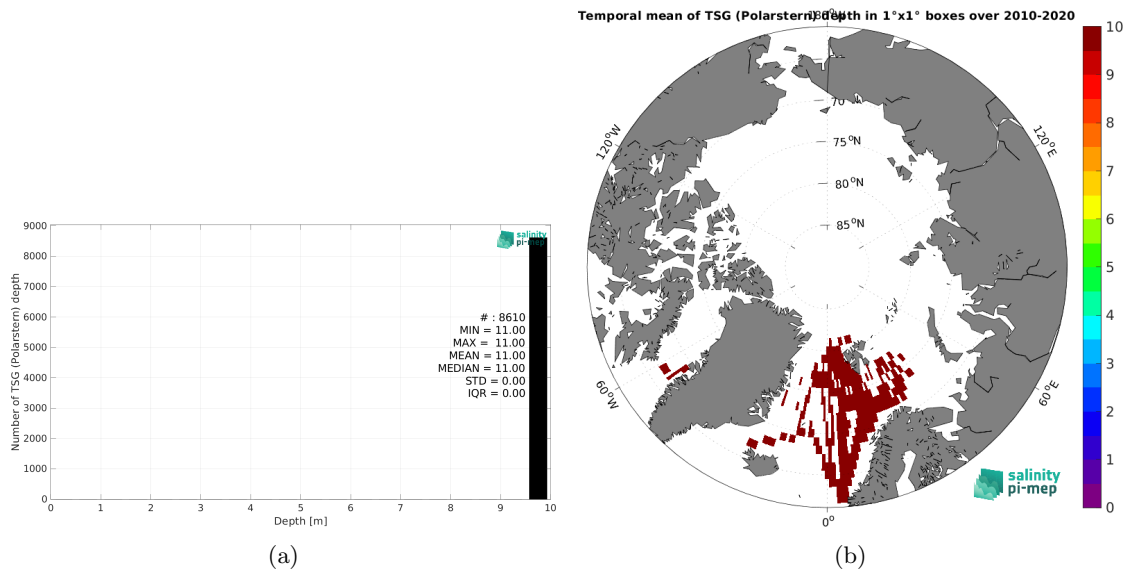 Temporal mean of TSG (Polarstern) depth in 1°x1° boxes over 2010-2020
180°
70
75°N
80°N
85°N
120°W
120°E
60°W
60°E
0°
10
9
8
7
6
5
4
3
2
1
0
salinity
pi-mep
Number of TSG (Polarstern) depth
9000
8000
7000
6000
5000
4000
3000
2000
1000
0
salinity
pi-mep
# : 8610
MIN = 11.00
MAX = 11.00
MEAN = 11.00
MEDIAN = 11.00
STD = 0.00
IQR = 0.00
0 1 2 3 4 5 6 7 8 9 10
Depth [m]
(a)
(b)